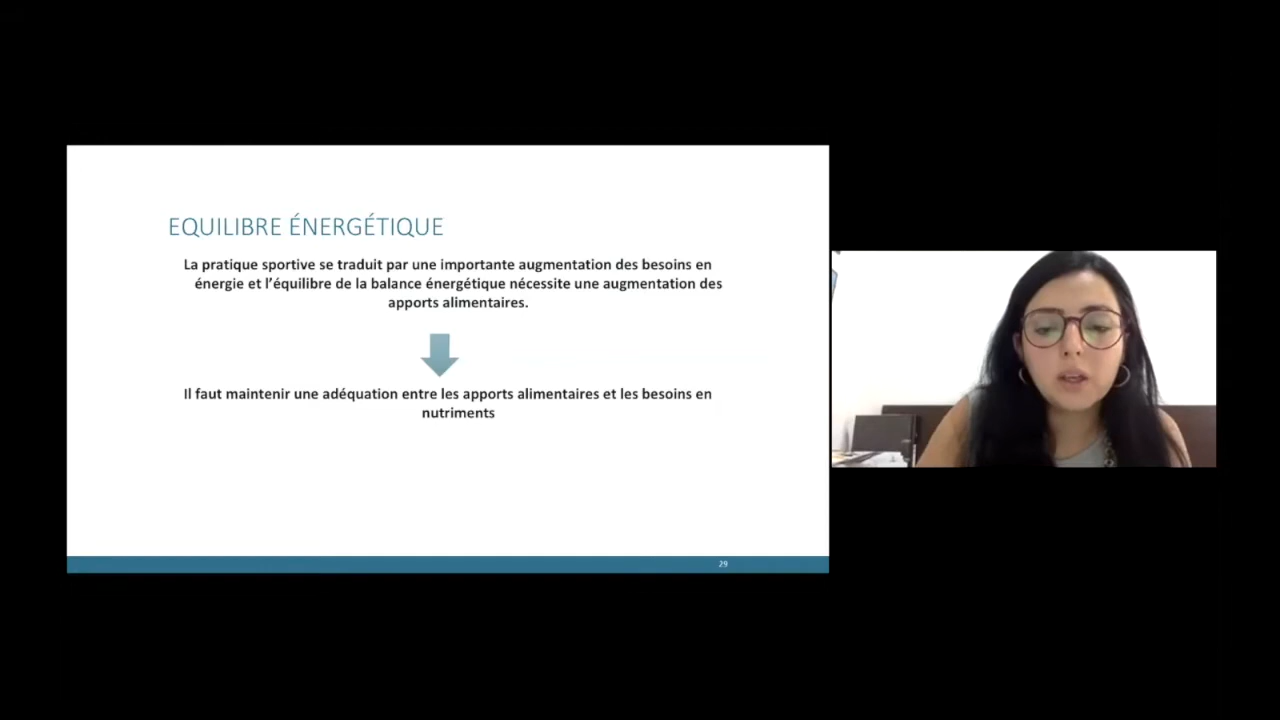 EQUILIBRE ÉNERGÉTIQUE
La pratique sportive se traduit par une importante augmentation des besoins en
énergie et l’équilibre de la balance énergétique nécessite une augmentation des
apports alimentaires.
Il faut maintenir une adéquation entre les apports alimentaires et les besoins en
nutriments
29